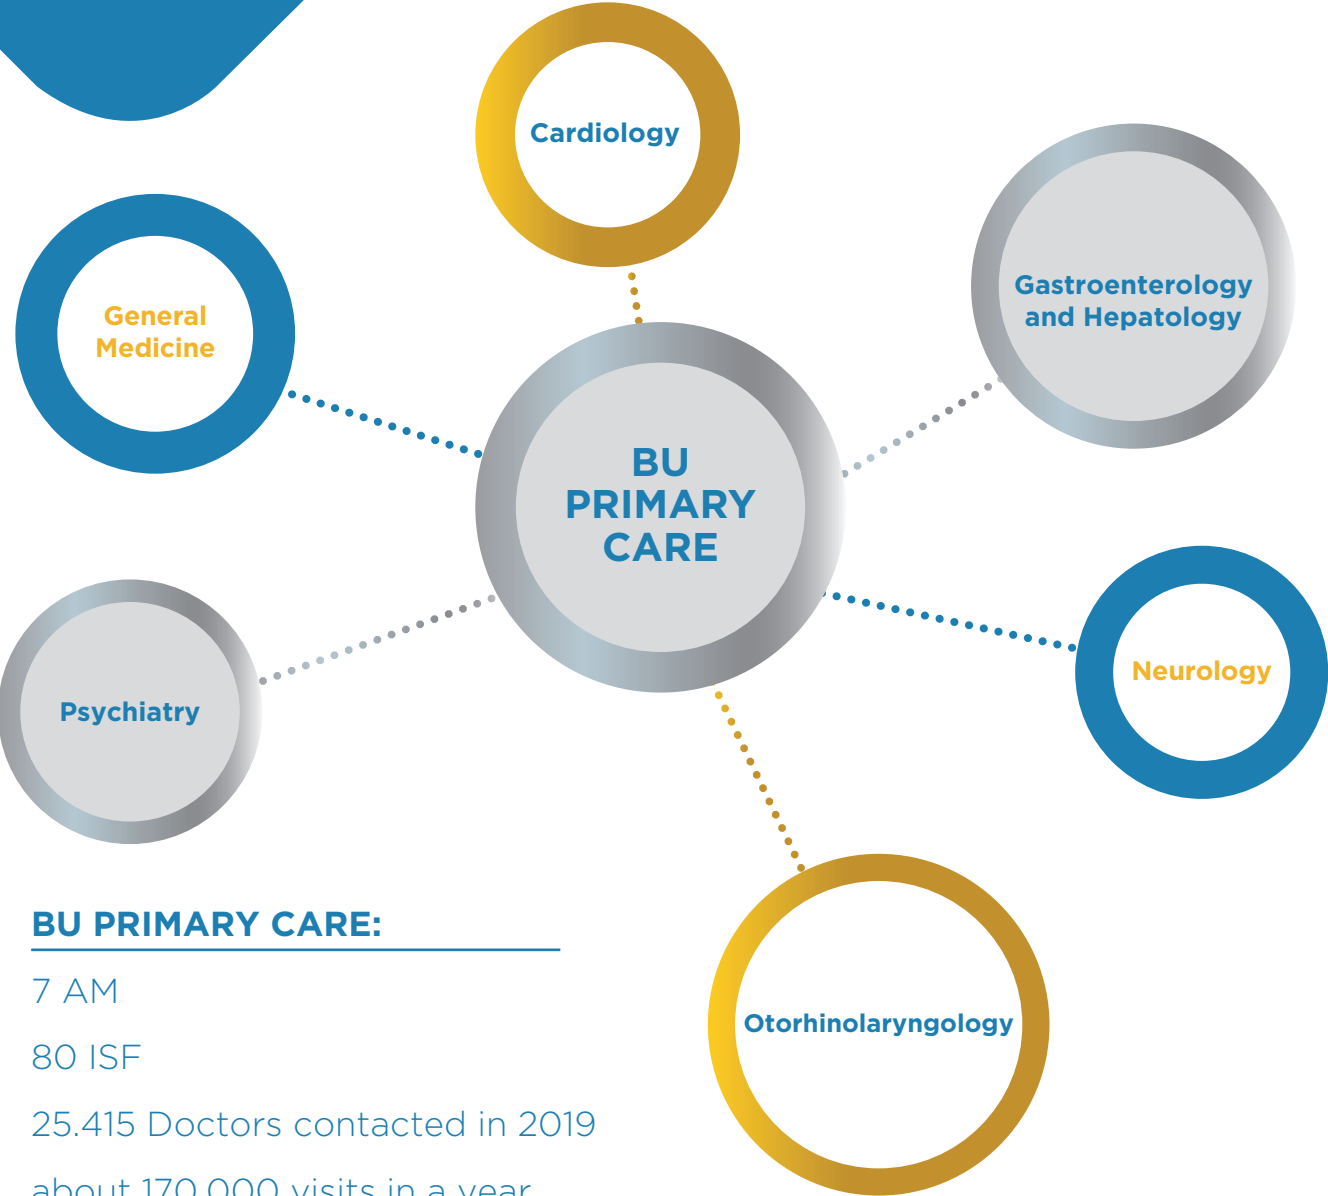 Cardiology
Gastroenterology
and Hepatology
General
Medicine
BU
PRIMARY
CARE
Neurology
Psychiatry
BU PRIMARY CARE:
7 AM
80 ISF
25.415 Doctors contacted in 2019
about 170.000 visits in a year
Otorhinolaryngology